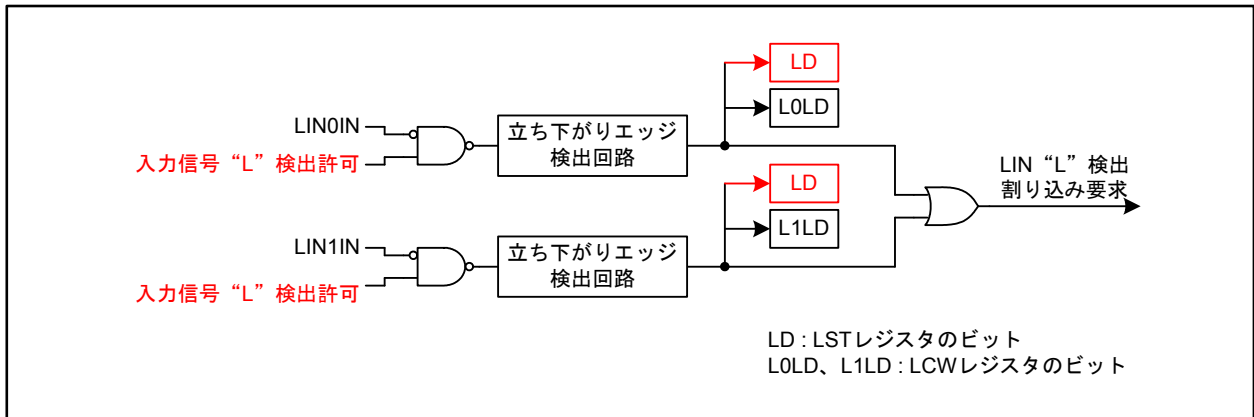 LD
L0LD
LIN0IN
入力信号“L”検出許可
立ち下がりエッジ
検出回路
LIN“L”検出
割り込み要求
LD
L1LD
LIN1IN
入力信号“L”検出許可
立ち下がりエッジ
検出回路
LD : LSTレジスタのビット
L0LD、L1LD : LCWレジスタのビット